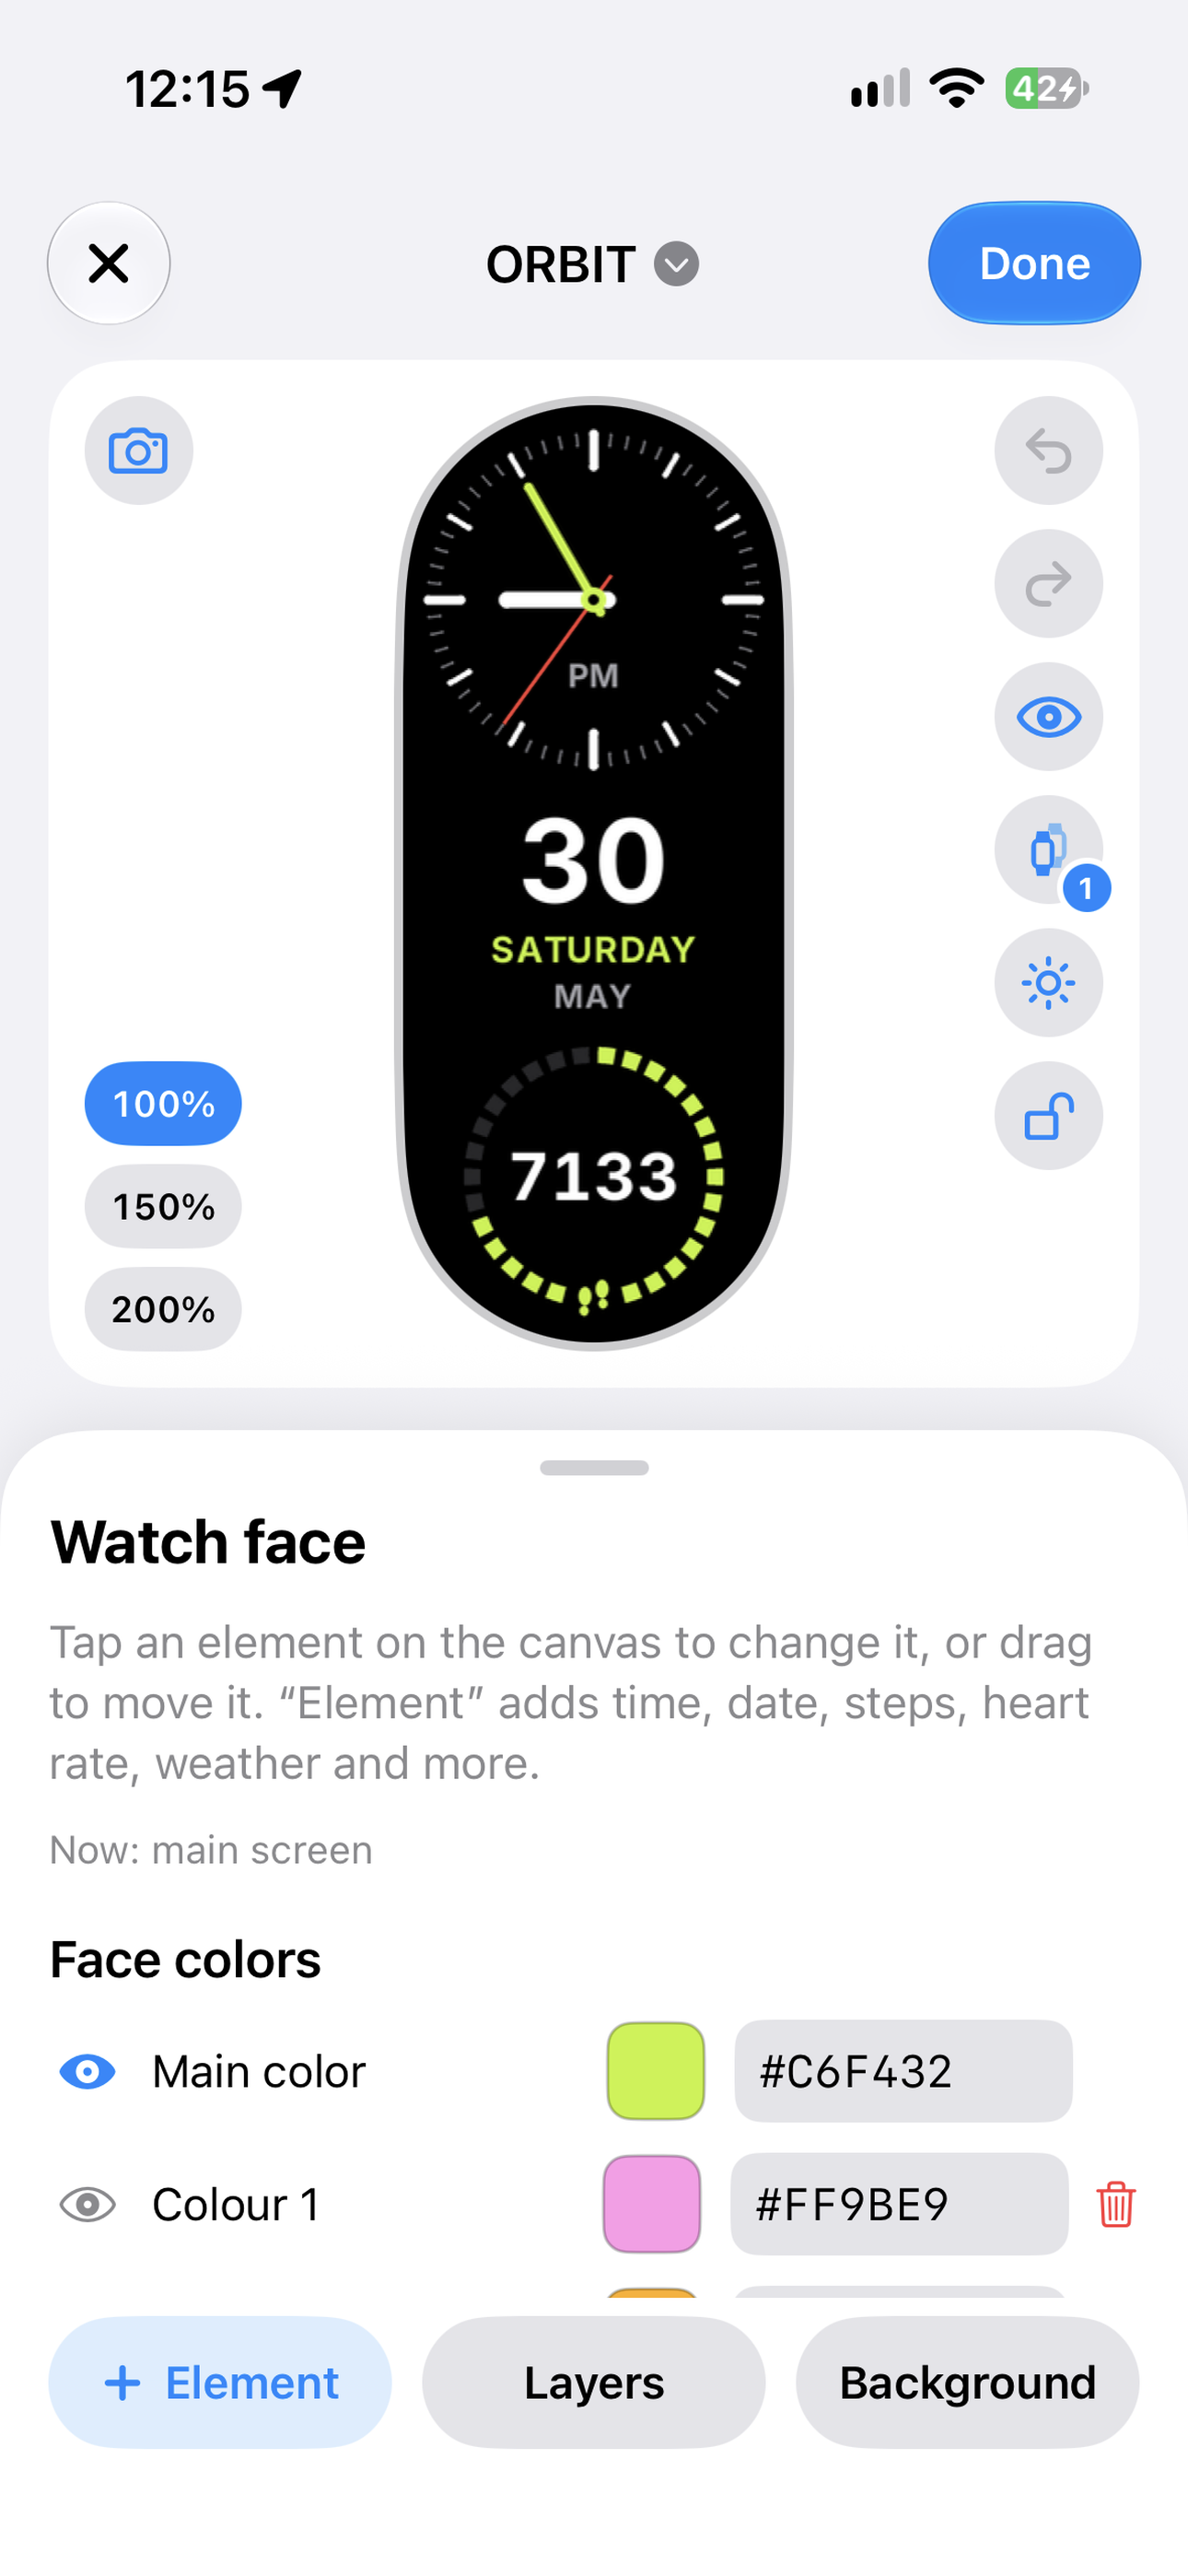 12:15
42
ORBIT
Done
PM
30
SATURDAY
MAY
7133
1
100%
150%
200%
Watch face
Tap an element on the canvas to change it, or drag
to move it. “Element” adds time, date, steps, heart
rate, weather and more.
Now: main screen
Face colors
Main color
#C6F432
Colour 1
#FF9BE9
+ Element
Layers
Background